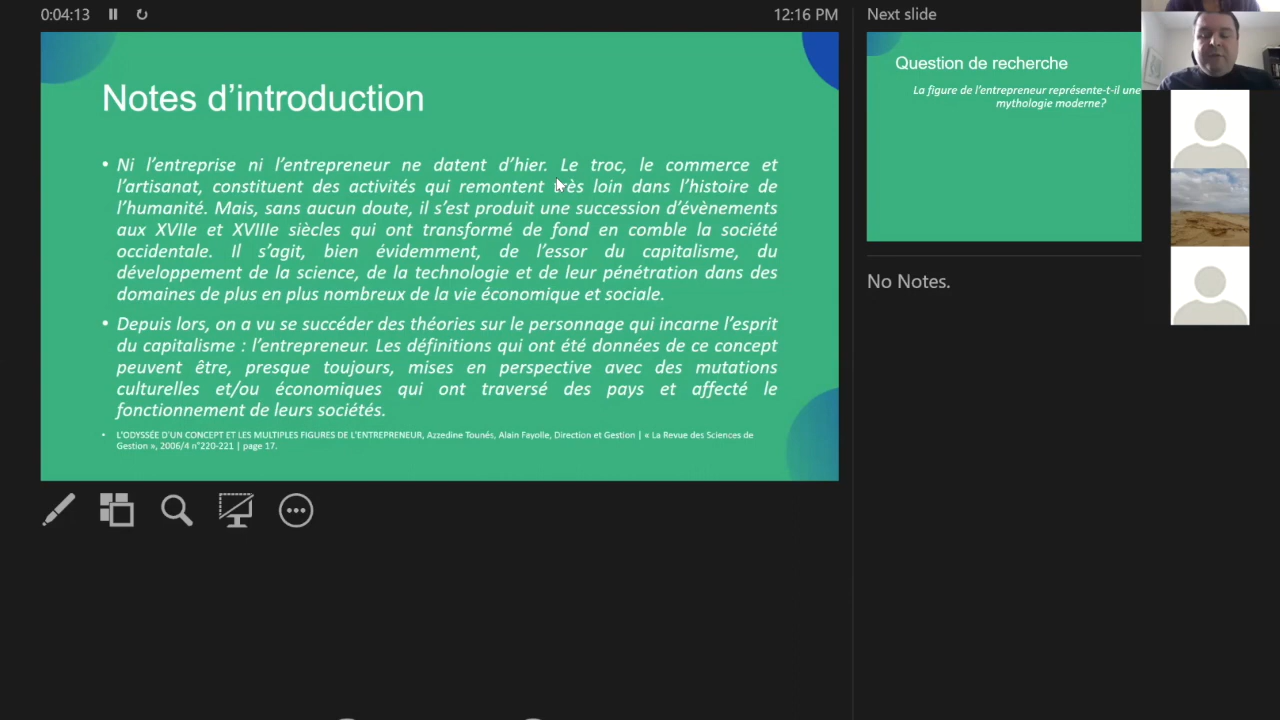 0:04:13
12:16 PM
Next slide
Notes d’introduction
• Ni l’entreprise ni l’entrepreneur ne datent d’hier. Le troc, le commerce et
l’artisanat, constituent des activités qui remontent très loin dans l’histoire de
l’humanité. Mais, sans aucun doute, il s’est produit une succession d’évènements
aux XVIIe et XVIIIe siècles qui ont transformé de fond en comble la société
occidentale. Il s’agit, bien évidemment, de l’essor du capitalisme, du
développement de la science, de la technologie et de leur pénétration dans des
domaines de plus en plus nombreux de la vie économique et sociale.
• Depuis lors, on a vu se succéder des théories sur le personnage qui incarne l’esprit
du capitalisme : l’entrepreneur. Les définitions qui ont été données de ce concept
peuvent être, presque toujours, mises en perspective avec des mutations
culturelles et/ou économiques qui ont traversé des pays et affecté le
fonctionnement de leurs sociétés.
• L’ODYSSÉE D’UN CONCEPT ET LES MULTIPLES FIGURES DE L’ENTREPRENEUR, Azzedine Tounés, Alain Fayolle, Direction et Gestion | « La Revue des Sciences de
Gestion », 2006/4 n°220-221 | page 17.
Question de recherche
La figure de l’entrepreneur représente-t-il une
mythologie moderne?
No Notes.